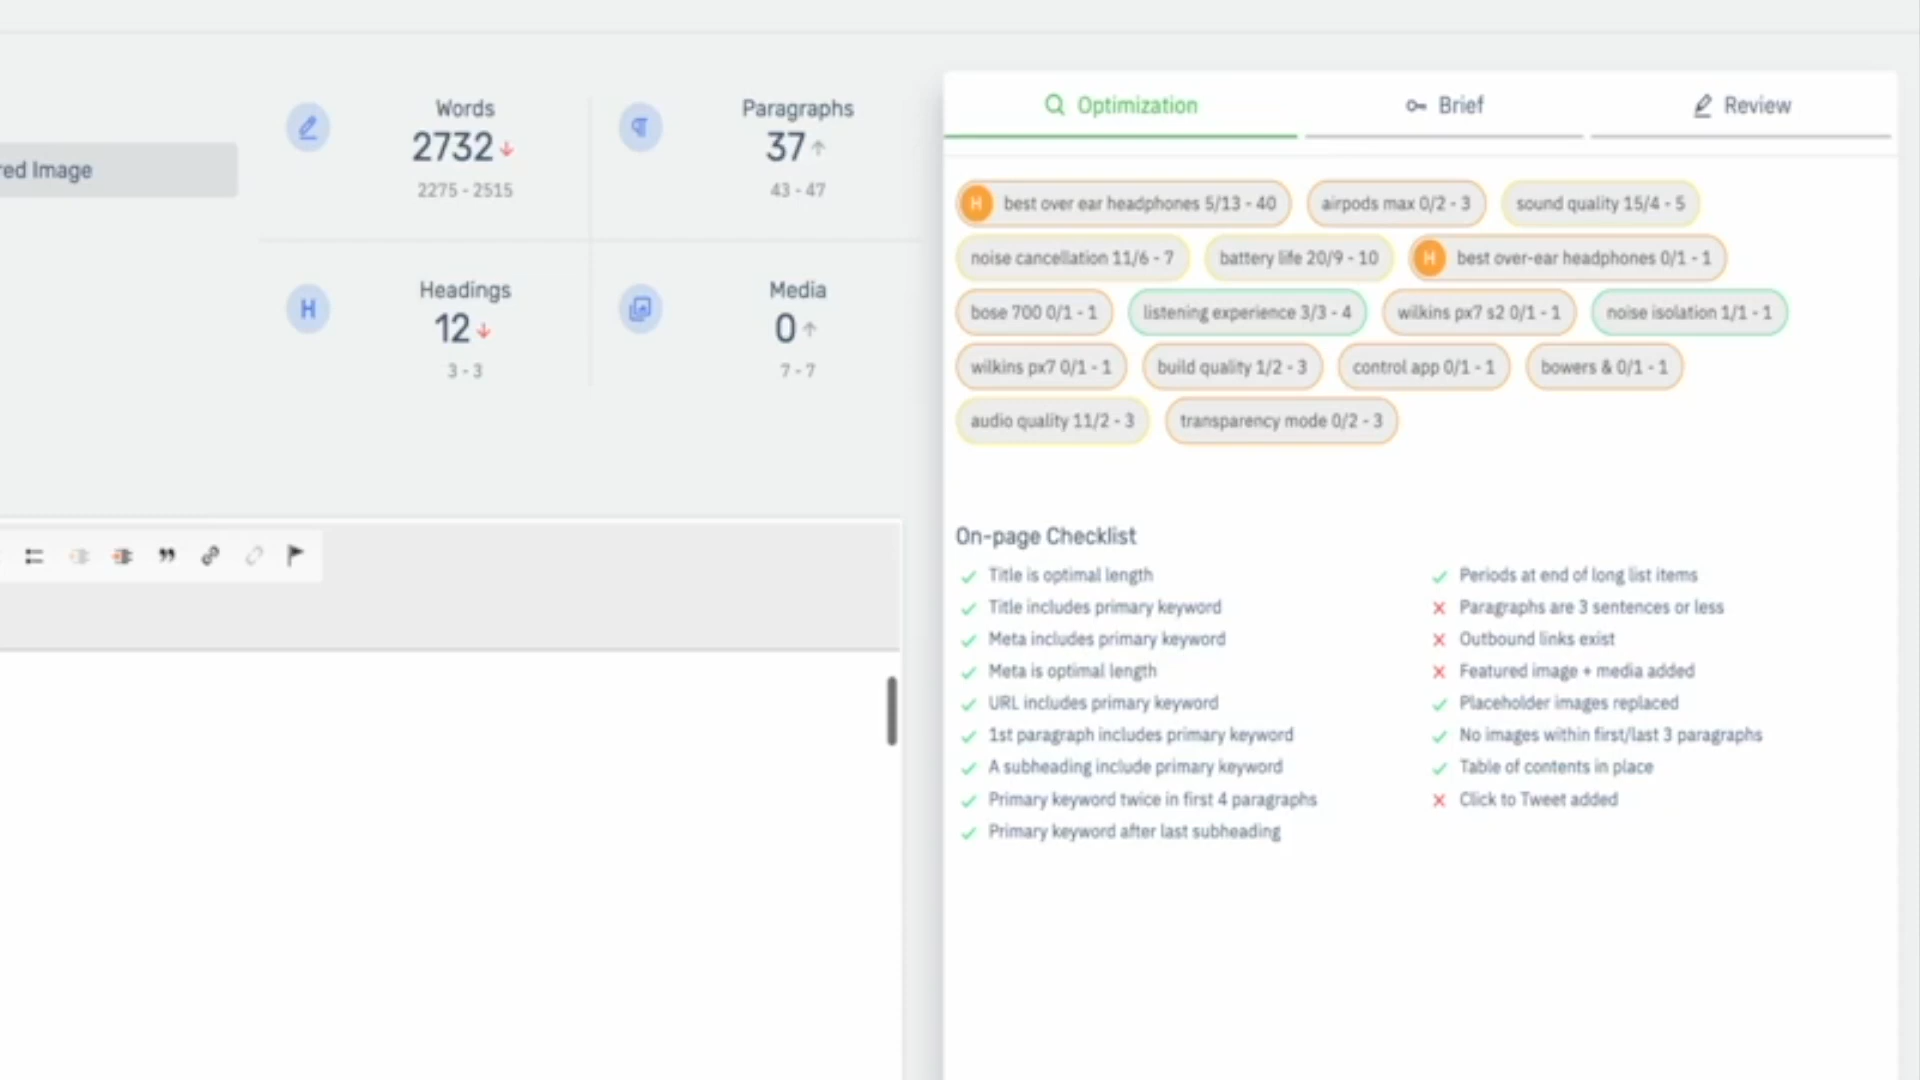 Optimization
Brief
Review
Words
2732
2275 - 2515
Paragraphs
37
43 - 47
red Image
Headings
12
3 - 3
Media
0
7 - 7
H
H best over ear headphones 5/13 - 40
airpods max 0/2 - 3
sound quality 15/4 - 5
noise cancellation 11/6 - 7
battery life 20/9 - 10
H best over-ear headphones 0/1 - 1
bose 700 0/1 - 1
listening experience 3/3 - 4
wilkins px7 s2 0/1 - 1
noise isolation 1/1 - 1
wilkins px7 0/1 - 1
build quality 1/2 - 3
control app 0/1 - 1
bowers & 0/1 - 1
audio quality 11/2 - 3
transparency mode 0/2 - 3
On-page Checklist
Title is optimal length
Title includes primary keyword
Meta includes primary keyword
Meta is optimal length
URL includes primary keyword
1st paragraph includes primary keyword
A subheading include primary keyword
Primary keyword twice in first 4 paragraphs
Primary keyword after last subheading
Periods at end of long list items
Paragraphs are 3 sentences or less
Outbound links exist
Featured image + media added
Placeholder images replaced
No images within first/last 3 paragraphs
Table of contents in place
Click to Tweet added